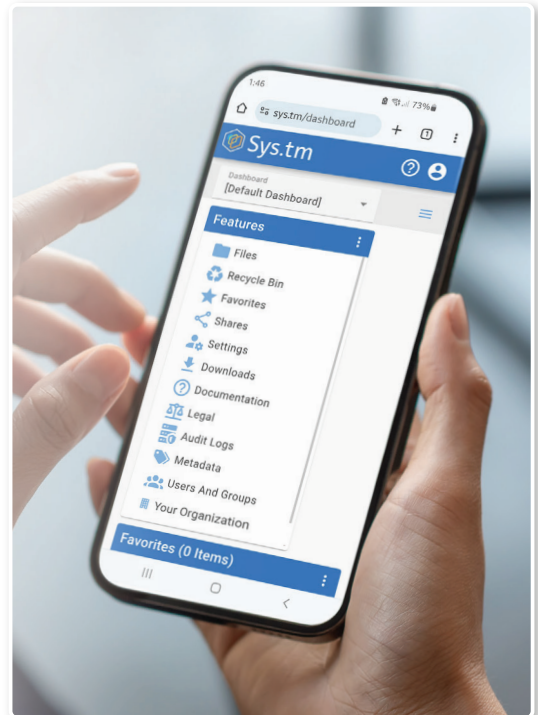 1:46
73%
sys.tm/dashboard
1
Sys.tm
Dashboard
[Default Dashboard]
Features
Files
Recycle Bin
Favorites
Shares
Settings
Downloads
Documentation
Legal
Audit Logs
Metadata
Users And Groups
Your Organization
Favorites (0 Items)